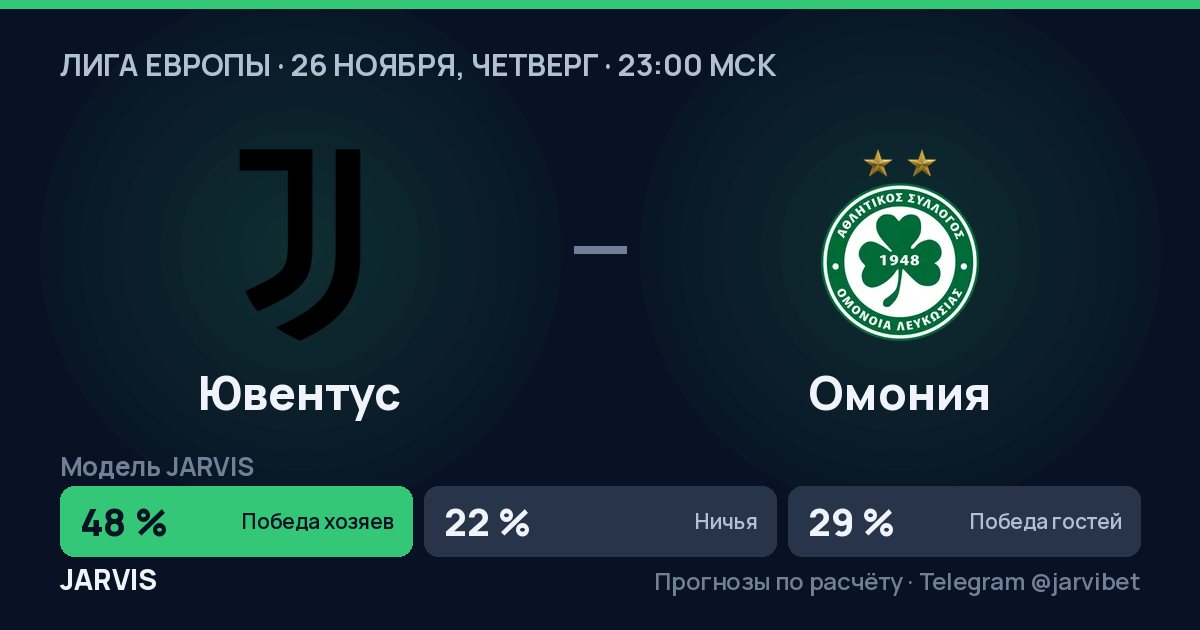 ЛИГА ЕВРОПЫ · 26 НОЯБРЯ, ЧЕТВЕРГ · 23:00 МСК
ΑΘΛΗΤΙΚΟΣ ΣΥΛΛΟΓΟΣ
1948
ΟΜΟΝΟΙΑ ΛΕΥΚΩΣΙΑΣ
—
Ювентус
Омония
Модель JARVIS
48 % Победа хозяев
22 % Ничья
29 % Победа гостей
JARVIS
Прогнозы по расчёту · Telegram @jarvibet